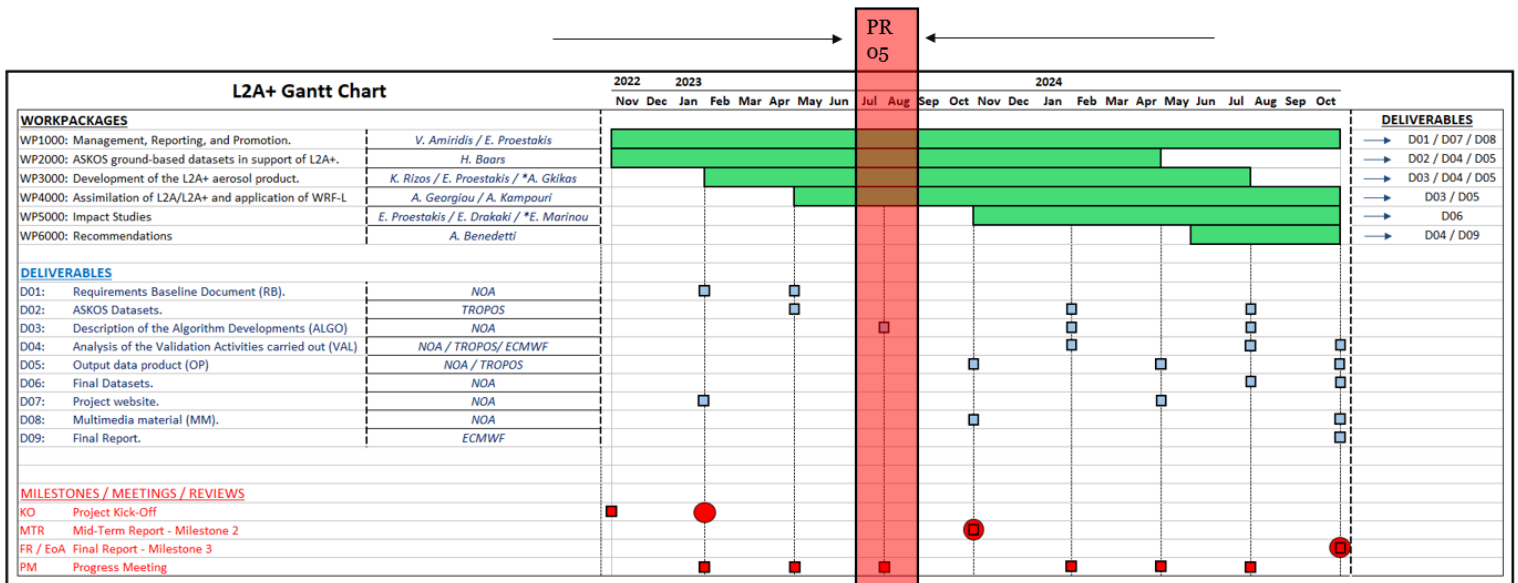 PR
05
L2A+ Gantt Chart
2022 2023 2024
Nov Dec Jan Feb Mar Apr May Jun Jul Aug Sep Oct Nov Dec Jan Feb Mar Apr May Jun Jul Aug Sep Oct
WORKPACKAGES DELIVERABLES
WP1000: Management, Reporting, and Promotion. V. Amiridis / E. Proestakis D01 / D07 / D08
WP2000: ASKOS ground-based datasets in support of L2A+. H. Baars D02 / D04 / D05
WP3000: Development of the L2A+ aerosol product. K. Rizos / E. Proestakis / *A. Gkikas D03 / D04 / D05
WP4000: Assimilation of L2A/L2A+ and application of WRF-L A. Georgiou / A. Kampouri D03 / D05
WP5000: Impact Studies E. Proestakis / E. Drakaki / *E. Marinou D06
WP6000: Recommendations A. Benedetti D04 / D09
DELIVERABLES
D01: Requirements Baseline Document (RB). NOA
D02: ASKOS Datasets. TROPOS
D03: Description of the Algorithm Developments (ALGO) NOA
D04: Analysis of the Validation Activities carried out (VAL) NOA / TROPOS/ ECMWF
D05: Output data product (OP) NOA / TROPOS
D06: Final Datasets. NOA
D07: Project website. NOA
D08: Multimedia material (MM). NOA
D09: Final Report. ECMWF
MILESTONES / MEETINGS / REVIEWS
KO Project Kick-Off
MTR Mid-Term Report - Milestone 2
FR / EoA Final Report - Milestone 3
PM Progress Meeting